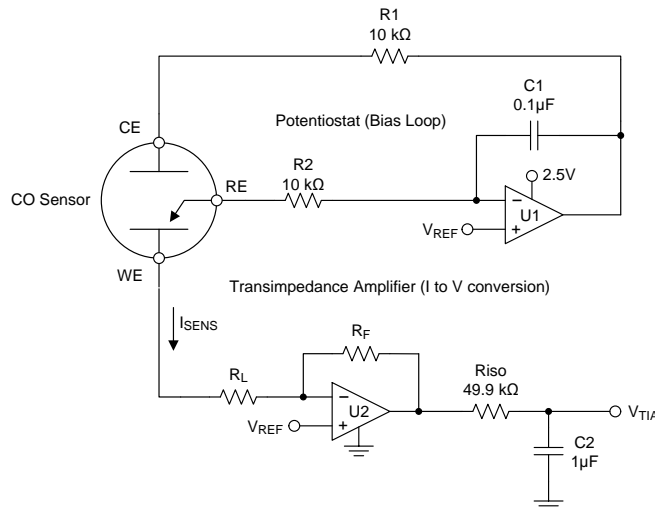 R1
10 kΩ
C1
0.1µF
Potentiostat (Bias Loop)
CE
R2
10 kΩ
2.5V
CO Sensor
RE
−
U1
VREF
+
WE
Transimpedance Amplifier (I to V conversion)
ISENS
RF
RL
Riso
49.9 kΩ
−
U2
VREF
+
VTIA
C2
1µF